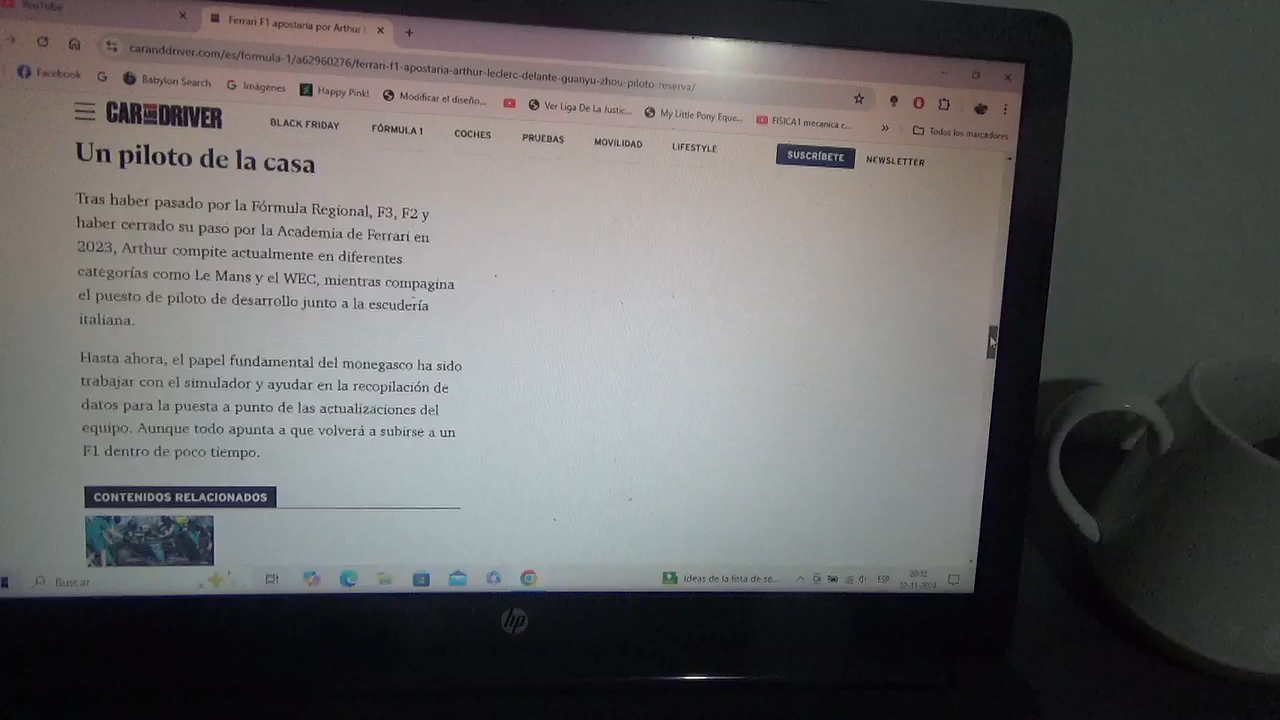 YouTube
Ferrari F1 apostaría por Arthur
caranddriver.com/es/formula-1/a62960276/ferrari-f1-apostaria-arthur-leclerc-delante-guanyu-zhou-piloto-reserva/
Facebook
Babylon Search
Imágenes
Happy Pink!
Modificar el diseño...
Ver Liga De La Justic...
My Little Pony Eque...
FISICA1 mecanica c...
Todos los marcadores
CAR AND DRIVER
BLACK FRIDAY
FÓRMULA 1
COCHES
PRUEBAS
MOVILIDAD
LIFESTYLE
SUSCRÍBETE
NEWSLETTER
Un piloto de la casa
Tras haber pasado por la Fórmula Regional, F3, F2 y
haber cerrado su paso por la Academia de Ferrari en
2023, Arthur compite actualmente en diferentes
categorías como Le Mans y el WEC, mientras compagina
el puesto de piloto de desarrollo junto a la escudería
italiana.
Hasta ahora, el papel fundamental del monegasco ha sido
trabajar con el simulador y ayudar en la recopilación de
datos para la puesta a punto de las actualizaciones del
equipo. Aunque todo apunta a que volverá a subirse a un
F1 dentro de poco tiempo.
CONTENIDOS RELACIONADOS
Buscar
Ideas de la lista de se...
ESP
20:12
hp